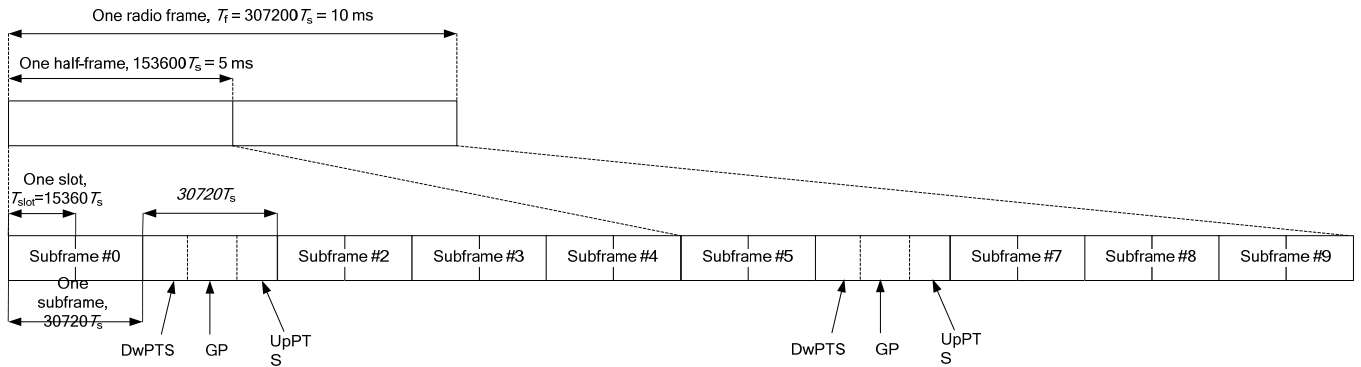 One radio frame, Tf = 307200Ts = 10 ms
One half-frame, 153600Ts = 5 ms
One slot,
Tslot=15360Ts
30720Ts
Subframe #0
Subframe #2
Subframe #3
Subframe #4
Subframe #5
Subframe #7
Subframe #8
Subframe #9
One
subframe,
30720Ts
DwPTS
GP
UpPT
S
DwPTS
GP
UpPT
S